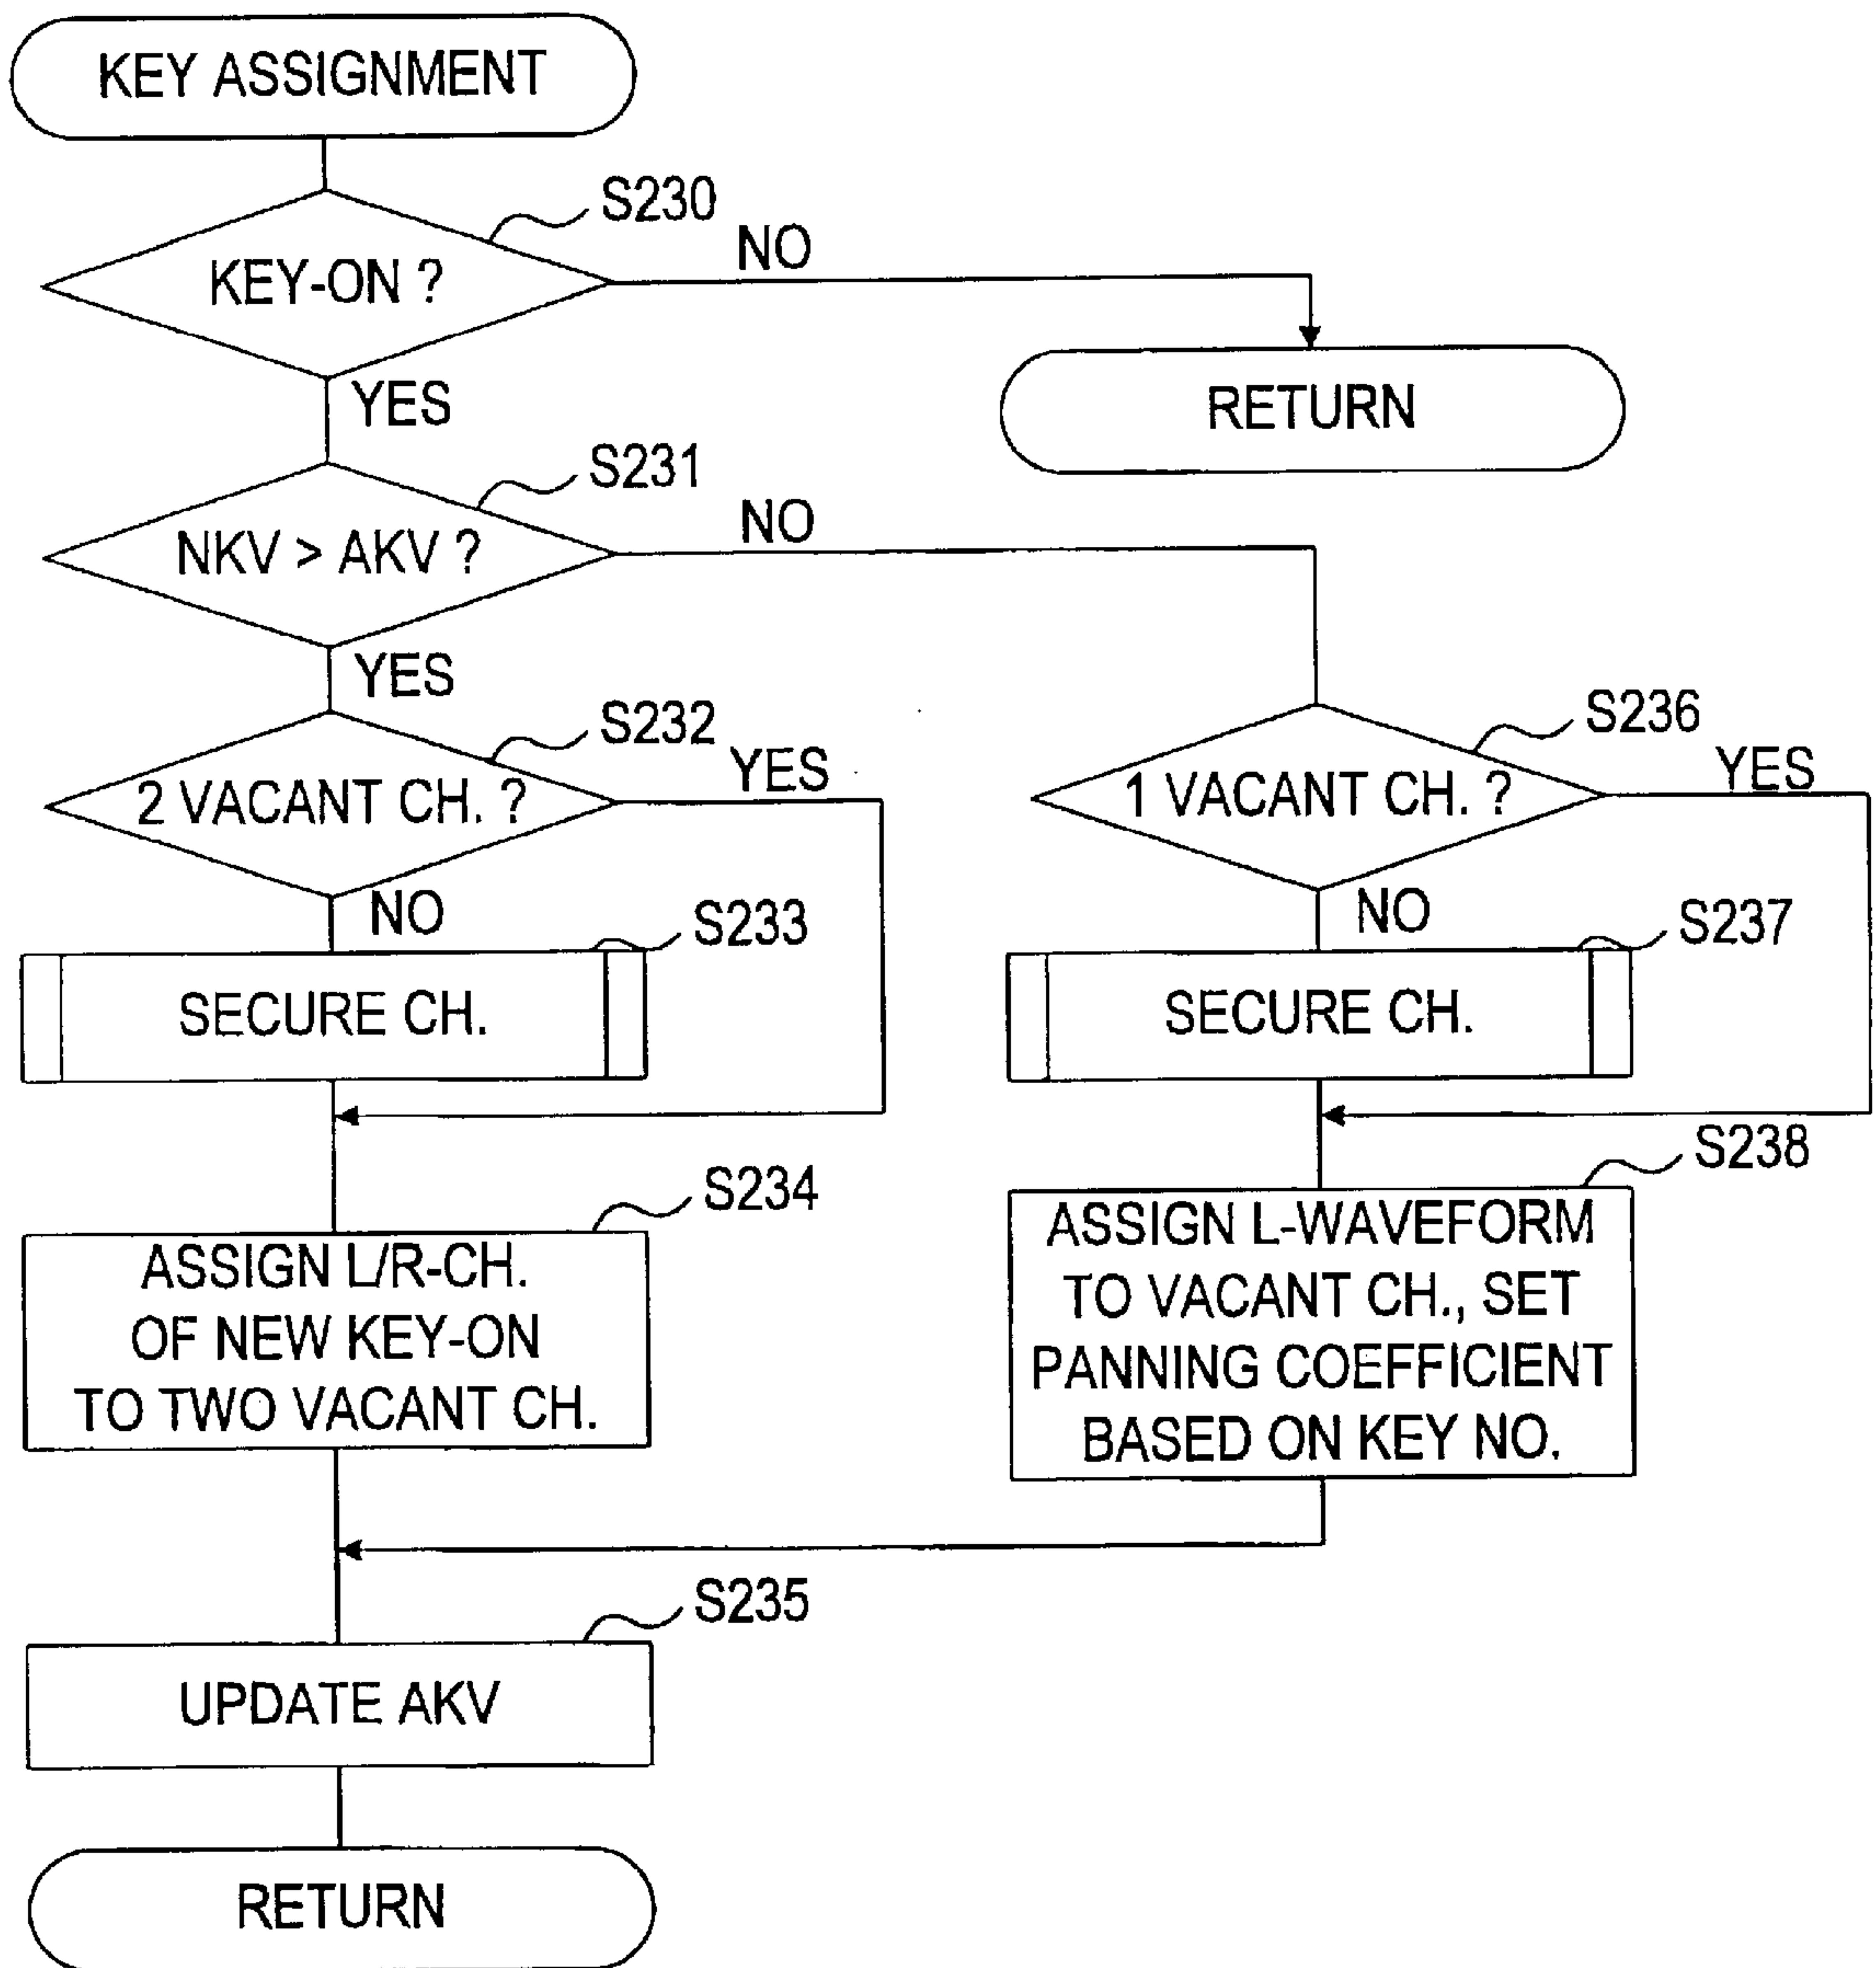 KEY ASSIGNMENT
S230
KEY-ON ?
NO
RETURN
YES
S231
NKV > AKV ?
NO
YES
S232
2 VACANT CH. ?
YES
S236
1 VACANT CH. ?
YES
NO
S233
SECURE CH.
NO
S237
SECURE CH.
S234
ASSIGN L/R-CH.
OF NEW KEY-ON
TO TWO VACANT CH.
S238
ASSIGN L-WAVEFORM
TO VACANT CH., SET
PANNING COEFFICIENT
BASED ON KEY NO.
S235
UPDATE AKV
RETURN